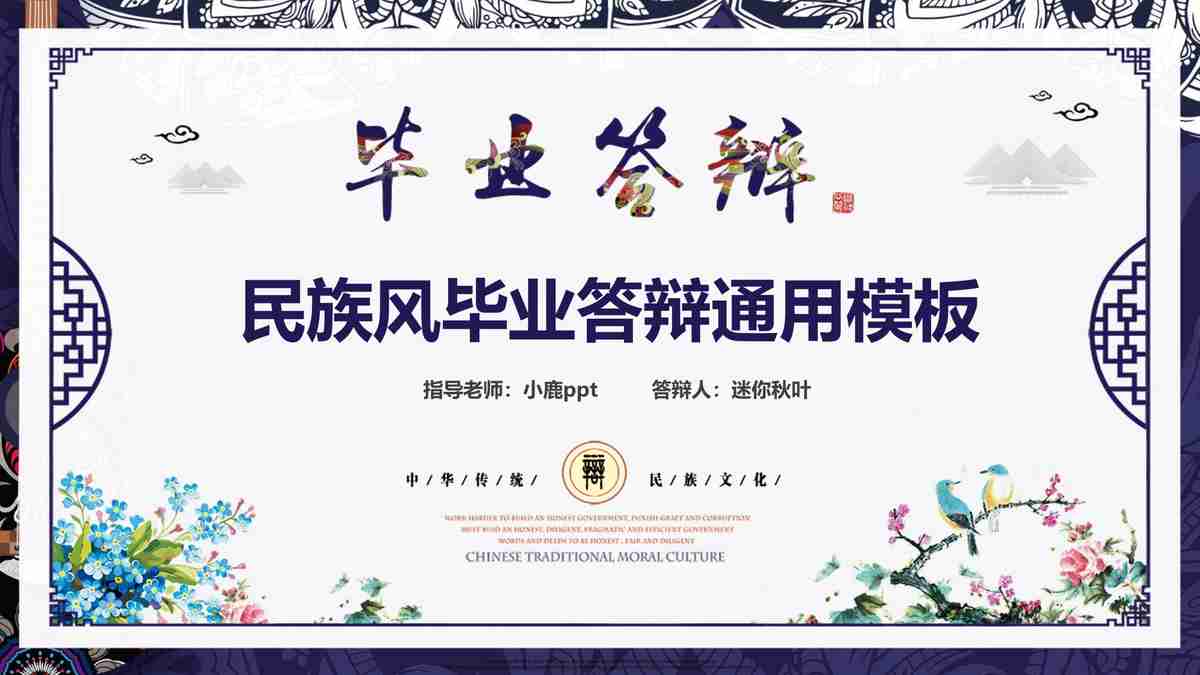 毕业答辩
民族风毕业答辩通用模板
指导老师：小鹿ppt 答辩人：迷你秋叶
中/华/传/统/ 民/族/文/化/
WORK HARDER TO BUILD AN HONEST GOVERNMENT, PUNISH GRAFT AND CORRUPTION
MUST BUILD AN HONEST, DILIGENT, PRAGMATIC AND EFFICIENT GOVERNMENT
WORDS AND DEEDS TO BE HONEST , FAIR AND DILIGENT
CHINESE TRADITIONAL MORAL CULTURE